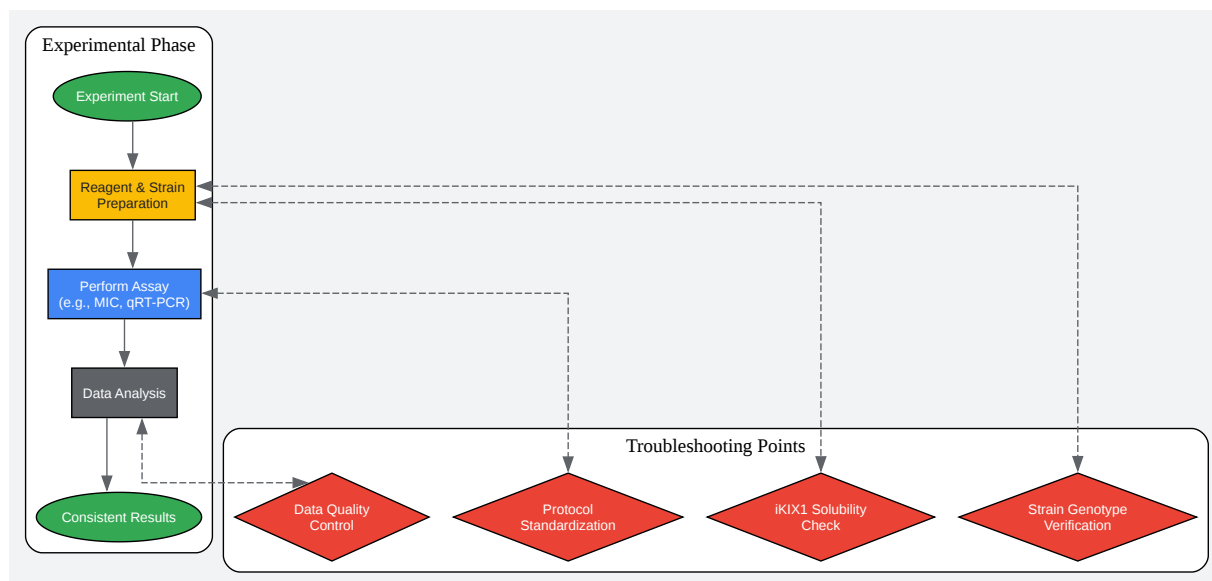 Experimental Phase
Experiment Start
Reagent & Strain
Preparation
Perform Assay
(e.g., MIC, qRT-PCR)
Data Analysis
Consistent Results
Troubleshooting Points
Data Quality
Control
Protocol
Standardization
iKIX1 Solubility
Check
Strain Genotype
Verification